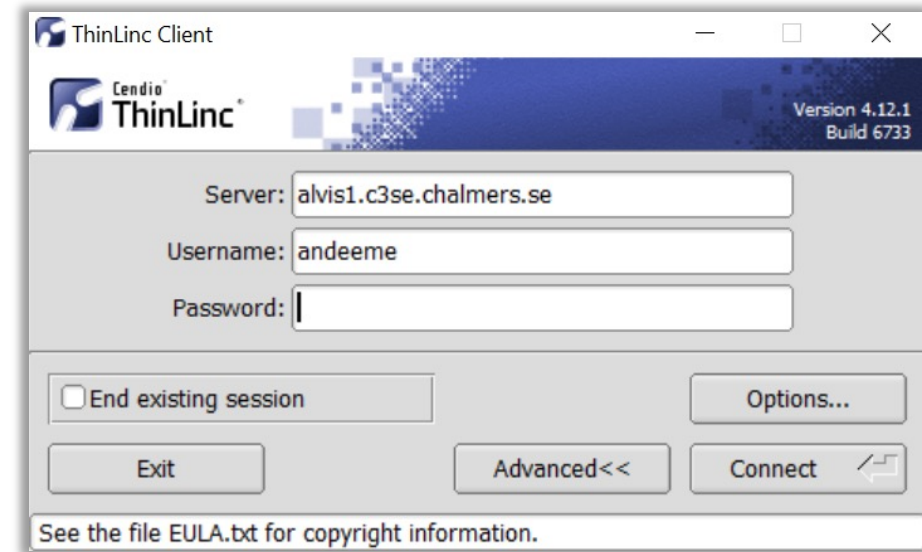 ThinLinc Client
Cendio
ThinLinc
Version 4.12.1
Build 6733
Server: alvis1.c3se.chalmers.se
Username: andeeme
Password:
End existing session
Options...
Exit
Advanced<<
Connect
See the file EULA.txt for copyright information.